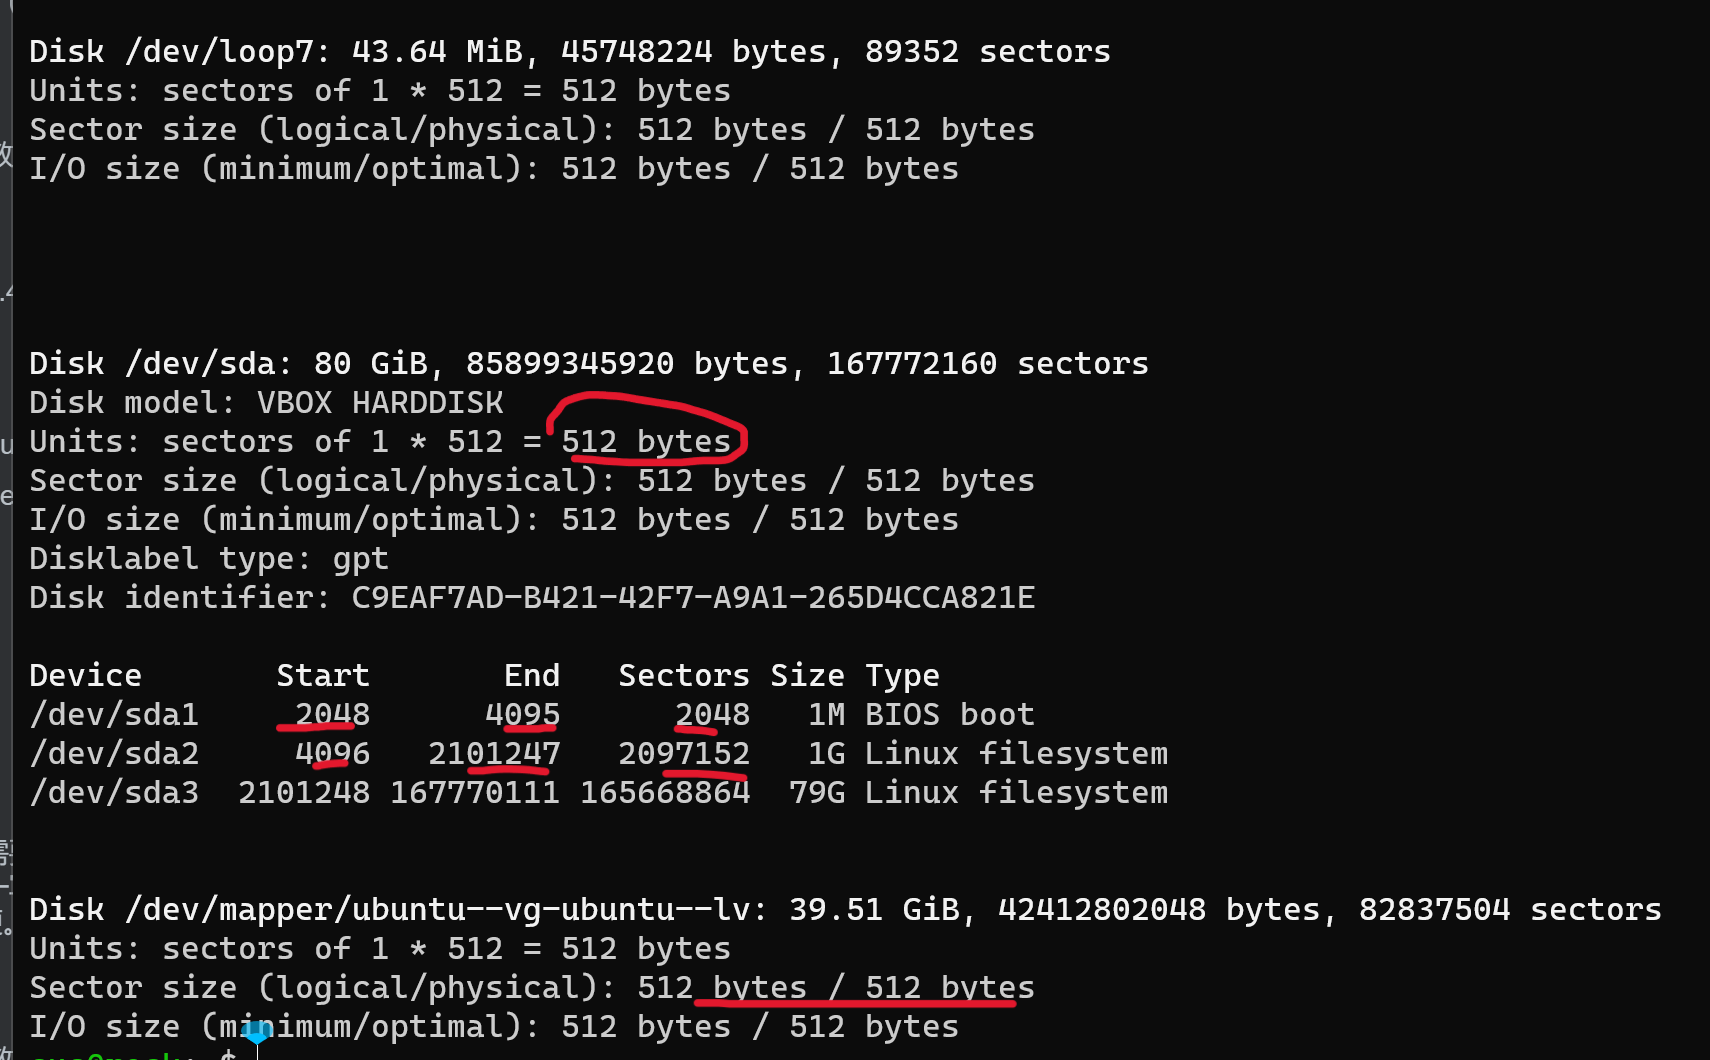 Disk /dev/loop7: 43.64 MiB, 45748224 bytes, 89352 sectors
Units: sectors of 1 * 512 = 512 bytes
Sector size (logical/physical): 512 bytes / 512 bytes
I/O size (minimum/optimal): 512 bytes / 512 bytes
Disk /dev/sda: 80 GiB, 85899345920 bytes, 167772160 sectors
Disk model: VBOX HARDDISK
Units: sectors of 1 * 512 = 512 bytes
Sector size (logical/physical): 512 bytes / 512 bytes
I/O size (minimum/optimal): 512 bytes / 512 bytes
Disklabel type: gpt
Disk identifier: C9EAF7AD-B421-42F7-A9A1-265D4CCA821E
Device Start End Sectors Size Type
/dev/sda1 2048 4095 2048 1M BIOS boot
/dev/sda2 4096 2101247 2097152 1G Linux filesystem
/dev/sda3 2101248 167770111 165668864 79G Linux filesystem
Disk /dev/mapper/ubuntu--vg-ubuntu--lv: 39.51 GiB, 42412802048 bytes, 82837504 sectors
Units: sectors of 1 * 512 = 512 bytes
Sector size (logical/physical): 512 bytes / 512 bytes
I/O size (minimum/optimal): 512 bytes / 512 bytes